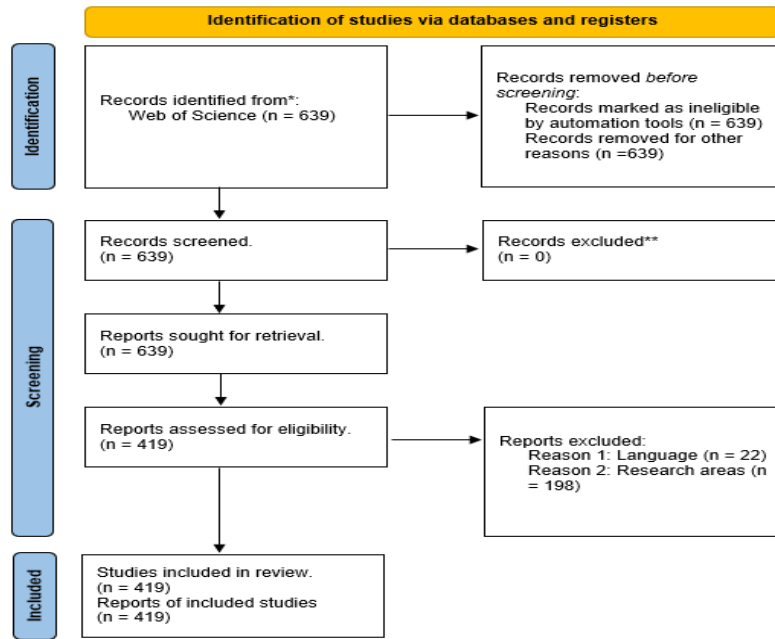 Identification of studies via databases and registers
Identification
Records identified from*:
Web of Science (n = 639)
Records removed before
screening:
Records marked as ineligible
by automation tools (n = 639)
Records removed for other
reasons (n =639)
Screening
Records screened.
(n = 639)
Records excluded**
(n = 0)
Reports sought for retrieval.
(n = 639)
Reports assessed for eligibility.
(n = 419)
Reports excluded:
Reason 1: Language (n = 22)
Reason 2: Research areas (n
= 198)
Included
Studies included in review.
(n = 419)
Reports of included studies
(n = 419)